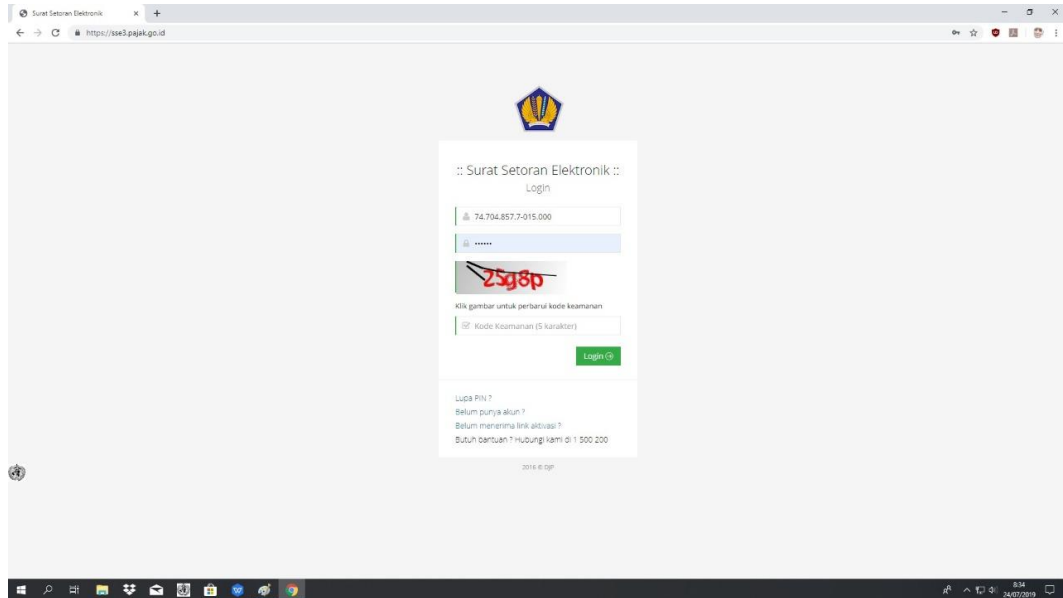 Surat Setoran Elektronik
https://sse3.pajak.go.id
:: Surat Setoran Elektronik ::
Login
74.704.857.7-015.000
••••••
25g8p
Klik gambar untuk perbarui kode keamanan
Kode Keamanan (5 karakter)
Login
Lupa PIN ?
Belum punya akun ?
Belum menerima link aktivasi ?
Butuh bantuan ? Hubungi kami di 1 500 200
2016 © DJP
8:34
24/07/2019